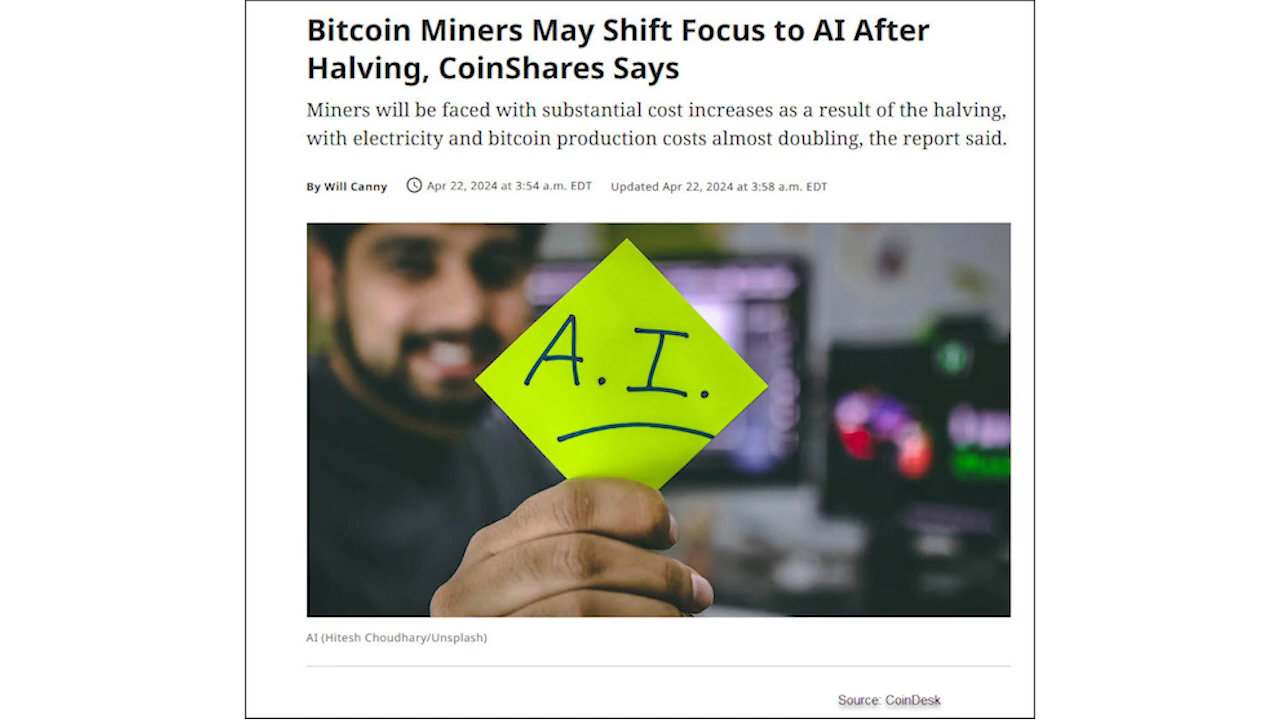 Bitcoin Miners May Shift Focus to AI After
Halving, CoinShares Says
Miners will be faced with substantial cost increases as a result of the halving,
with electricity and bitcoin production costs almost doubling, the report said.
By Will Canny Apr 22, 2024 at 3:54 a.m. EDT Updated Apr 22, 2024 at 3:58 a.m. EDT
A.I.
AI (Hitesh Choudhary/Unsplash)
Source: CoinDesk